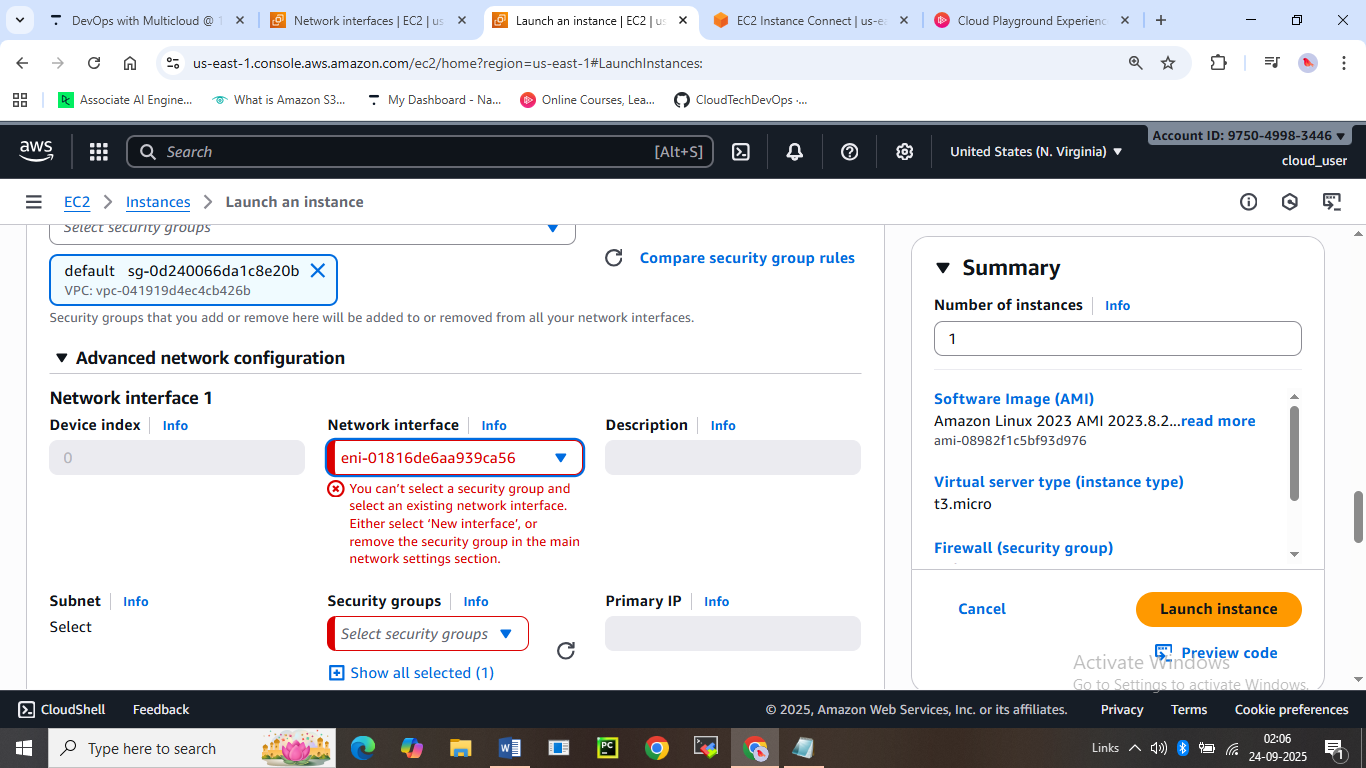 DevOps with Multicloud @ 1
Network interfaces | EC2 | us
Launch an instance | EC2 | us
EC2 Instance Connect | us-e
Cloud Playground Experienc
us-east-1.console.aws.amazon.com/ec2/home?region=us-east-1#LaunchInstances:
Associate AI Engine...
What is Amazon S3...
My Dashboard - Na...
Online Courses, Lea...
CloudTechDevOps ·...
aws
Search
[Alt+S]
United States (N. Virginia)
Account ID: 9750-4998-3446
cloud_user
EC2
Instances
Launch an instance
Select security groups
default sg-0d240066da1c8e20b
VPC: vpc-041919d4ec4cb426b
Compare security group rules
Security groups that you add or remove here will be added to or removed from all your network interfaces.
Advanced network configuration
Network interface 1
Device index
Info
Network interface
Info
Description
Info
0
eni-01816de6aa939ca56
You can't select a security group and
select an existing network interface.
Either select 'New interface', or
remove the security group in the main
network settings section.
Subnet
Info
Security groups
Info
Primary IP
Info
Select
Select security groups
Show all selected (1)
Summary
Number of instances
Info
1
Software Image (AMI)
Amazon Linux 2023 AMI 2023.8.2...read more
ami-08982f1c5bf93d976
Virtual server type (instance type)
t3.micro
Firewall (security group)
Cancel
Launch instance
Preview code
Activate Windows
Go to Settings to activate Windows.
CloudShell
Feedback
© 2025, Amazon Web Services, Inc. or its affiliates.
Privacy
Terms
Cookie preferences
Type here to search
PC
Links
02:06
24-09-2025
1